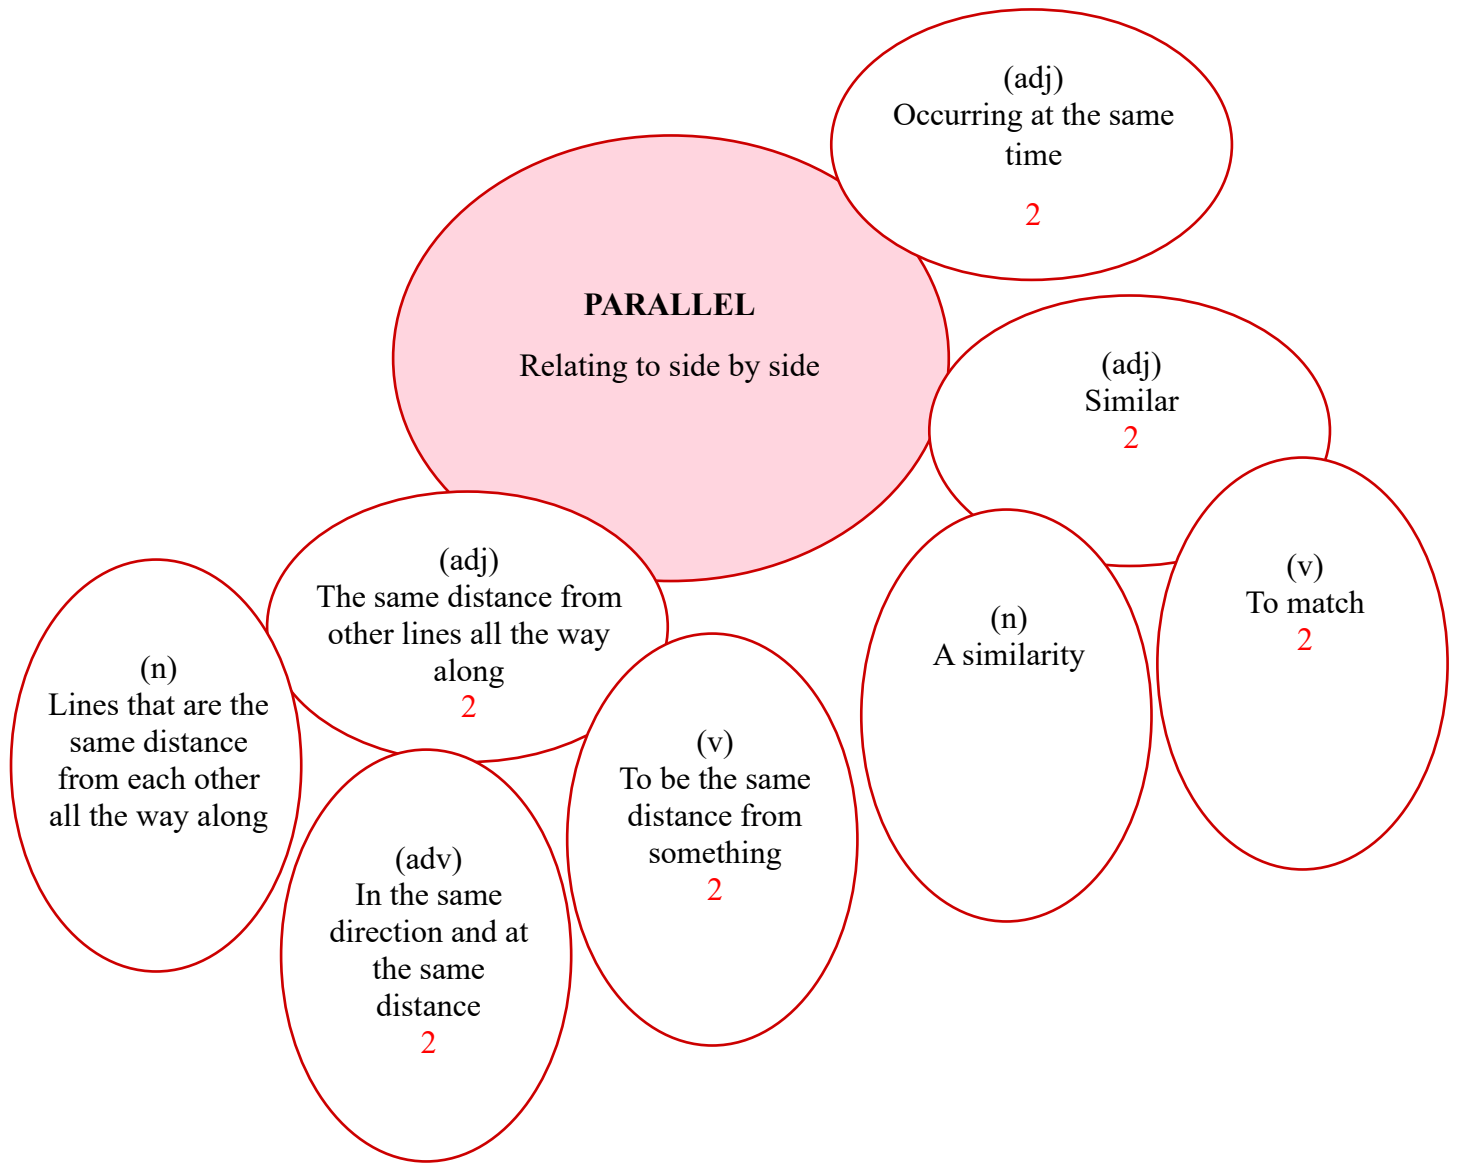 (adj)
Occurring at the same
time
2
PARALLEL
Relating to side by side
(adj)
Similar
2
(adj)
The same distance from
other lines all the way
along
2
(n)
Lines that are the
same distance
from each other
all the way along
(adv)
In the same
direction and at
the same
distance
2
(v)
To be the same
distance from
something
2
(n)
A similarity
(v)
To match
2